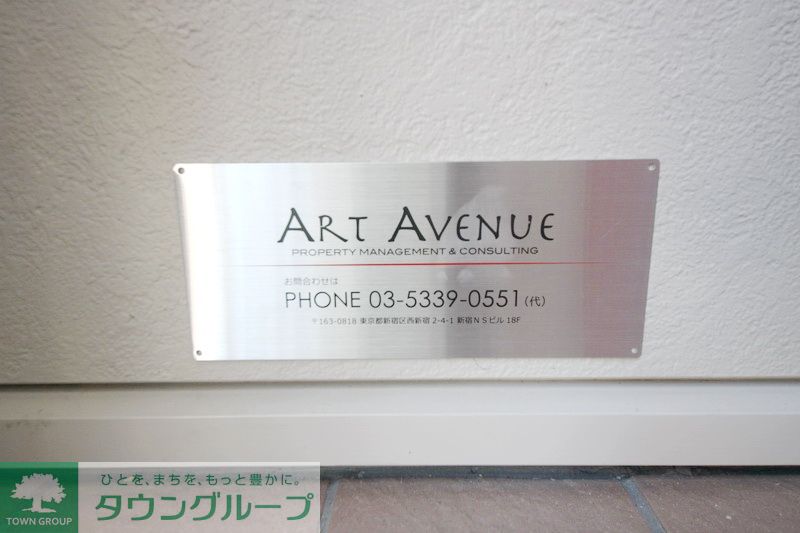 ART AVENUE
PROPERTY MANAGEMENT & CONSULTING
お問合わせは
PHONE 03-5339-0551(代)
〒163-0818 東京都新宿区西新宿 2-4-1 新宿NSビル 18F
ひとを、まちを、もっと豊かに。
タウングループ
TOWN GROUP